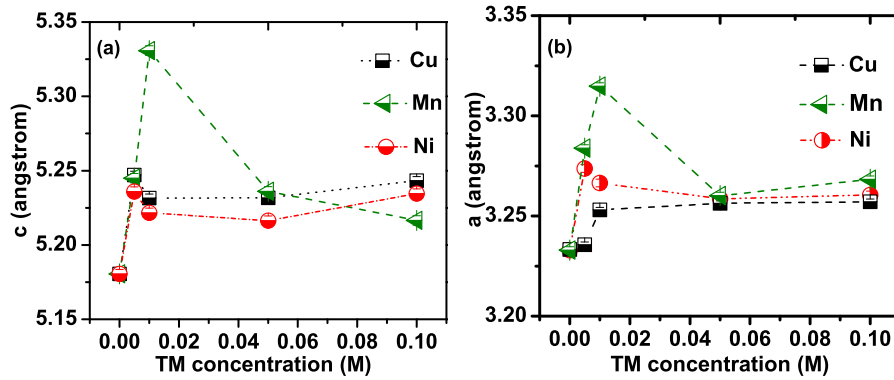 (a)
Cu
Mn
Ni
c (angstrom)
5.35
5.30
5.25
5.20
5.15
0.00 0.02 0.04 0.06 0.08 0.10
TM concentration (M)
(b)
Cu
Mn
Ni
a (angstrom)
3.35
3.30
3.25
3.20
0.00 0.02 0.04 0.06 0.08 0.10
TM concentration (M)